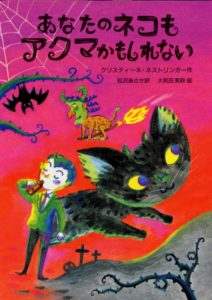 あなたのネコも
アクマかもしれない
クリスティーネ・ネストリンガー作
松沢あさか訳 大和田美鈴 絵